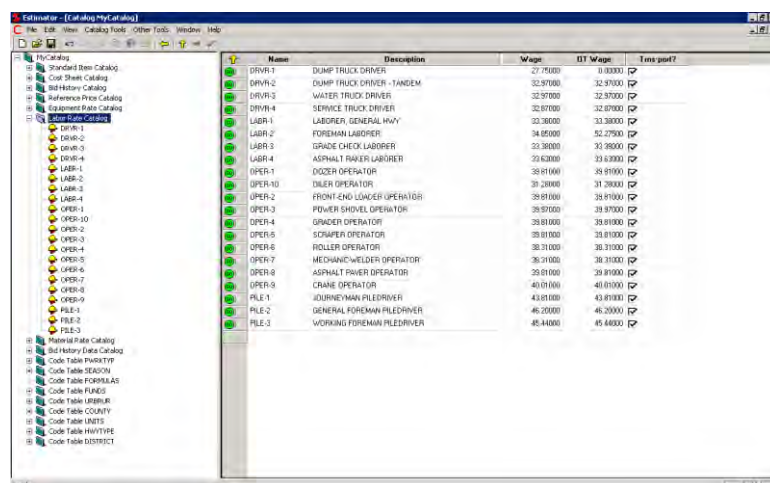 Estimator - [Catalog MyCatalog]
File Edit View Catalog Tools Other Tools Window Help
MyCatalog
Standard Item Catalog
Cost Sheet Catalog
Bid History Catalog
Reference Price Catalog
Equipment Rate Catalog
Labor Rate Catalog
DRVR-1
DRVR-2
DRVR-3
DRVR-4
LABR-1
LABR-2
LABR-3
LABR-4
OPER-1
OPER-10
OPER-2
OPER-3
OPER-4
OPER-5
OPER-6
OPER-7
OPER-8
OPER-9
PILE-1
PILE-2
PILE-3
Material Rate Catalog
Bid History Data Catalog
Code Table PWRKTYP
Code Table SEASON
Code Table FORMULAS
Code Table FUNDS
Code Table URBRUR
Code Table COUNTY
Code Table UNITS
Code Table HWYTYPE
Code Table DISTRICT
Name Description Wage OT Wage Trns-port?
DRVR-1 DUMP TRUCK DRIVER 27.75000 0.00000
DRVR-2 DUMP TRUCK DRIVER - TANDEM 32.97000 32.97000
DRVR-3 WATER TRUCK DRIVER 32.97000 32.97000
DRVR-4 SERVICE TRUCK DRIVER 32.87000 32.87000
LABR-1 LABORER, GENERAL HWY 33.38000 33.38000
LABR-2 FOREMAN LABORER 34.85000 52.27500
LABR-3 GRADE CHECK LABORER 33.38000 33.38000
LABR-4 ASPHALT RAKER LABORER 33.63000 33.63000
OPER-1 DOZER OPERATOR 39.81000 39.81000
OPER-10 OILER OPERATOR 31.28000 31.28000
OPER-2 FRONT-END LOADER OPERATOR 39.81000 39.81000
OPER-3 POWER SHOVEL OPERATOR 39.97000 39.97000
OPER-4 GRADER OPERATOR 39.81000 39.81000
OPER-5 SCRAPER OPERATOR 39.81000 39.81000
OPER-6 ROLLER OPERATOR 38.31000 38.31000
OPER-7 MECHANIC-WELDER OPERATOR 38.31000 38.31000
OPER-8 ASPHALT PAVER OPERATOR 39.81000 39.81000
OPER-9 CRANE OPERATOR 40.01000 40.01000
PILE-1 JOURNEYMAN PILEDRIVER 43.81000 43.81000
PILE-2 GENERAL FOREMAN PILEDRIVER 46.20000 46.20000
PILE-3 WORKING FOREMAN PILEDRIVER 45.44000 45.44000